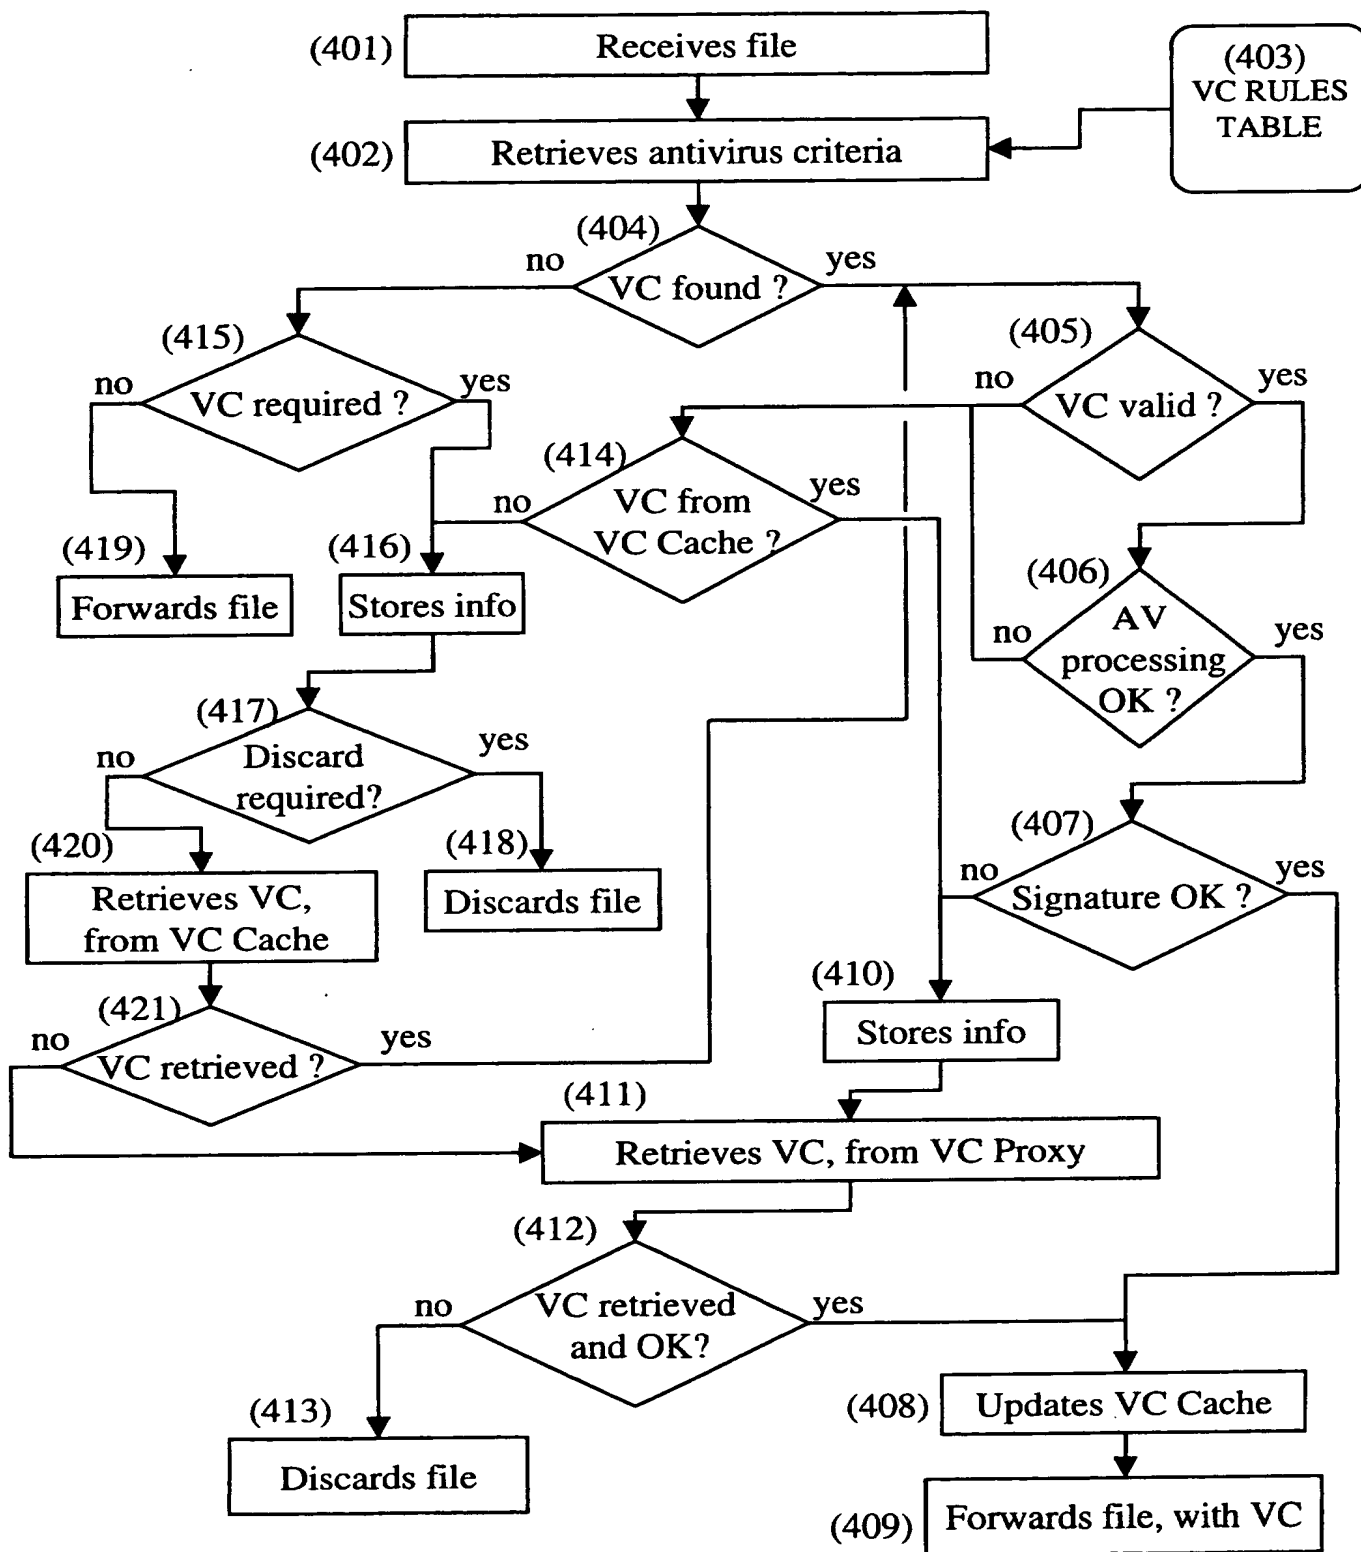 (401)
Receives file
(403)
VC RULES
TABLE
(402)
Retrieves antivirus criteria
(404)
no
yes
VC found ?
(415)
(405)
no
yes
no
yes
VC required ?
VC valid ?
(414)
no
yes
VC from
VC Cache ?
(419)
(416)
(406)
Forwards file
Stores info
no
yes
AV
processing
OK ?
(417)
no
yes
Discard
required?
(407)
(420)
(418)
no
yes
Retrieves VC,
from VC Cache
Discards file
Signature OK ?
(410)
(421)
no
yes
Stores info
VC retrieved ?
(411)
Retrieves VC, from VC Proxy
(412)
no
yes
VC retrieved
and OK?
(413)
(408)
Updates VC Cache
Discards file
(409)
Forwards file, with VC